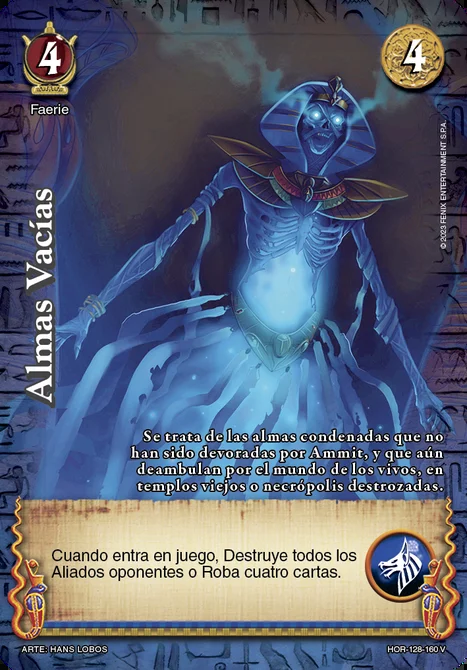 4
4
Faerie
© 2023 FENIX ENTERTAINMENT S.P.A.
Almas Vacías
Se trata de las almas condenadas que no
han sido devoradas por Ammit, y que aún
deambulan por el mundo de los vivos, en
templos viejos o necrópolis destrozadas.
Cuando entra en juego, Destruye todos los
Aliados oponentes o Roba cuatro cartas.
ARTE: HANS LOBOS
HOR-128-160 V